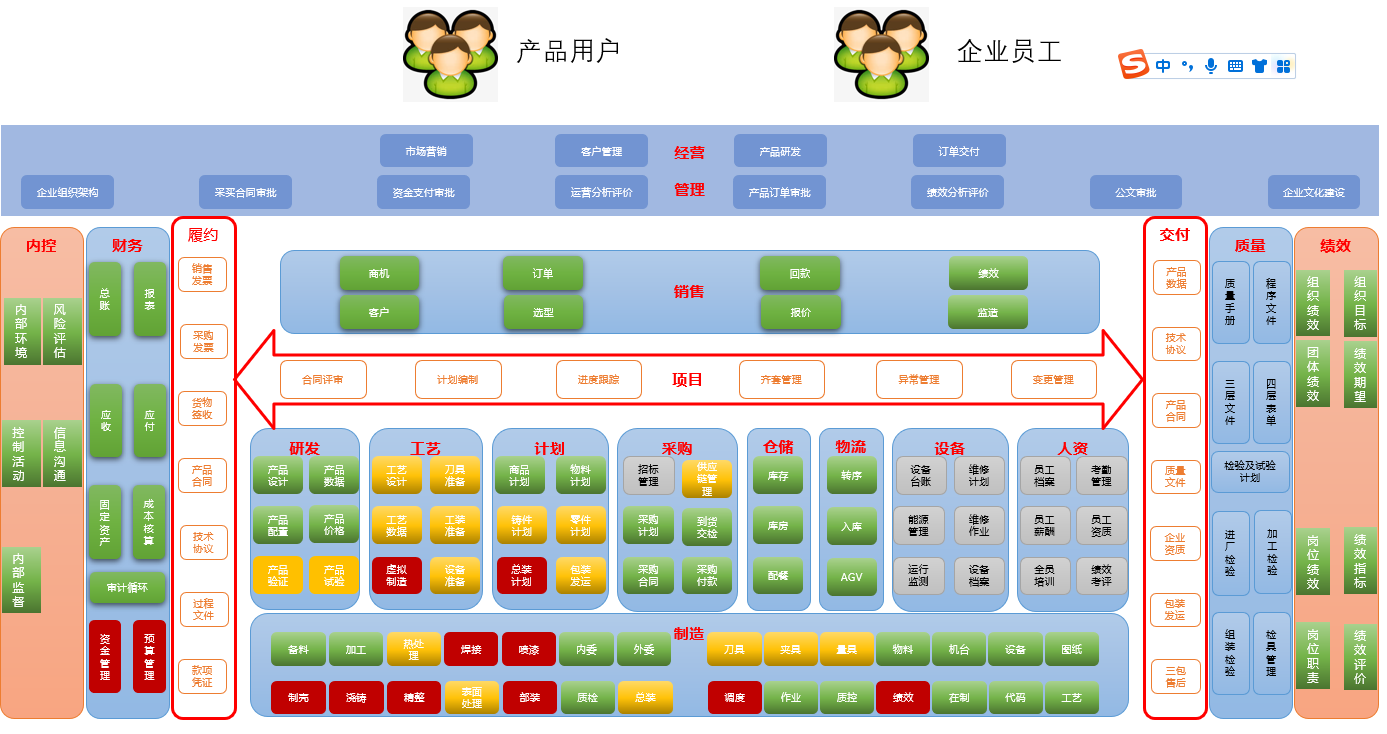 产品用户
企业员工
中
市场营销
客户管理
经营
产品研发
订单交付
企业组织架构
采买合同审批
资金支付审批
运营分析评价
管理
产品订单审批
绩效分析评价
公文审批
企业文化建设
内控
内部环境
风险评估
控制活动
信息沟通
内部监督
财务
总账
报表
应收
应付
固定资产
成本核算
审计循环
资金管理
预算管理
履约
销售
发票
采购
发票
货物
签收
产品
合同
技术
协议
过程
文件
款项
凭证
商机
订单
回款
绩效
销售
客户
选型
报价
监造
合同评审
计划编制
进度跟踪
项目
齐套管理
异常管理
变更管理
研发
产品
设计
产品
数据
产品
配置
产品
价格
产品
验证
产品
试验
工艺
工艺
设计
刀具
准备
工艺
数据
工装
准备
虚拟
制造
设备
准备
计划
商品
计划
物料
计划
铸件
计划
零件
计划
总装
计划
包装
发运
采购
招标
管理
供应
链管
理
采购
计划
到货
交检
采购
合同
采购
付款
仓储
库存
库房
配餐
物流
转序
入库
AGV
设备
设备
台账
维修
计划
能源
管理
维修
作业
运行
监测
设备
档案
人资
员工
档案
考勤
管理
员工
薪酬
员工
资质
全员
培训
绩效
考评
制造
备料
加工
热处
理
焊接
喷漆
内委
外委
刀具
夹具
量具
物料
机台
设备
图纸
制壳
浇铸
精整
表面
处理
部装
质检
总装
调度
作业
质控
绩效
在制
代码
工艺
交付
产品
数据
技术
协议
产品
合同
质量
文件
企业
资质
包装
发运
三包
售后
质量
质量手册
程序文件
三层文件
四层表单
检验及试验
计划
进厂检验
加工检验
组装检验
检具管理
绩效
组织绩效
组织目标
团体绩效
绩效期望
岗位绩效
绩效指标
岗位职责
绩效评价